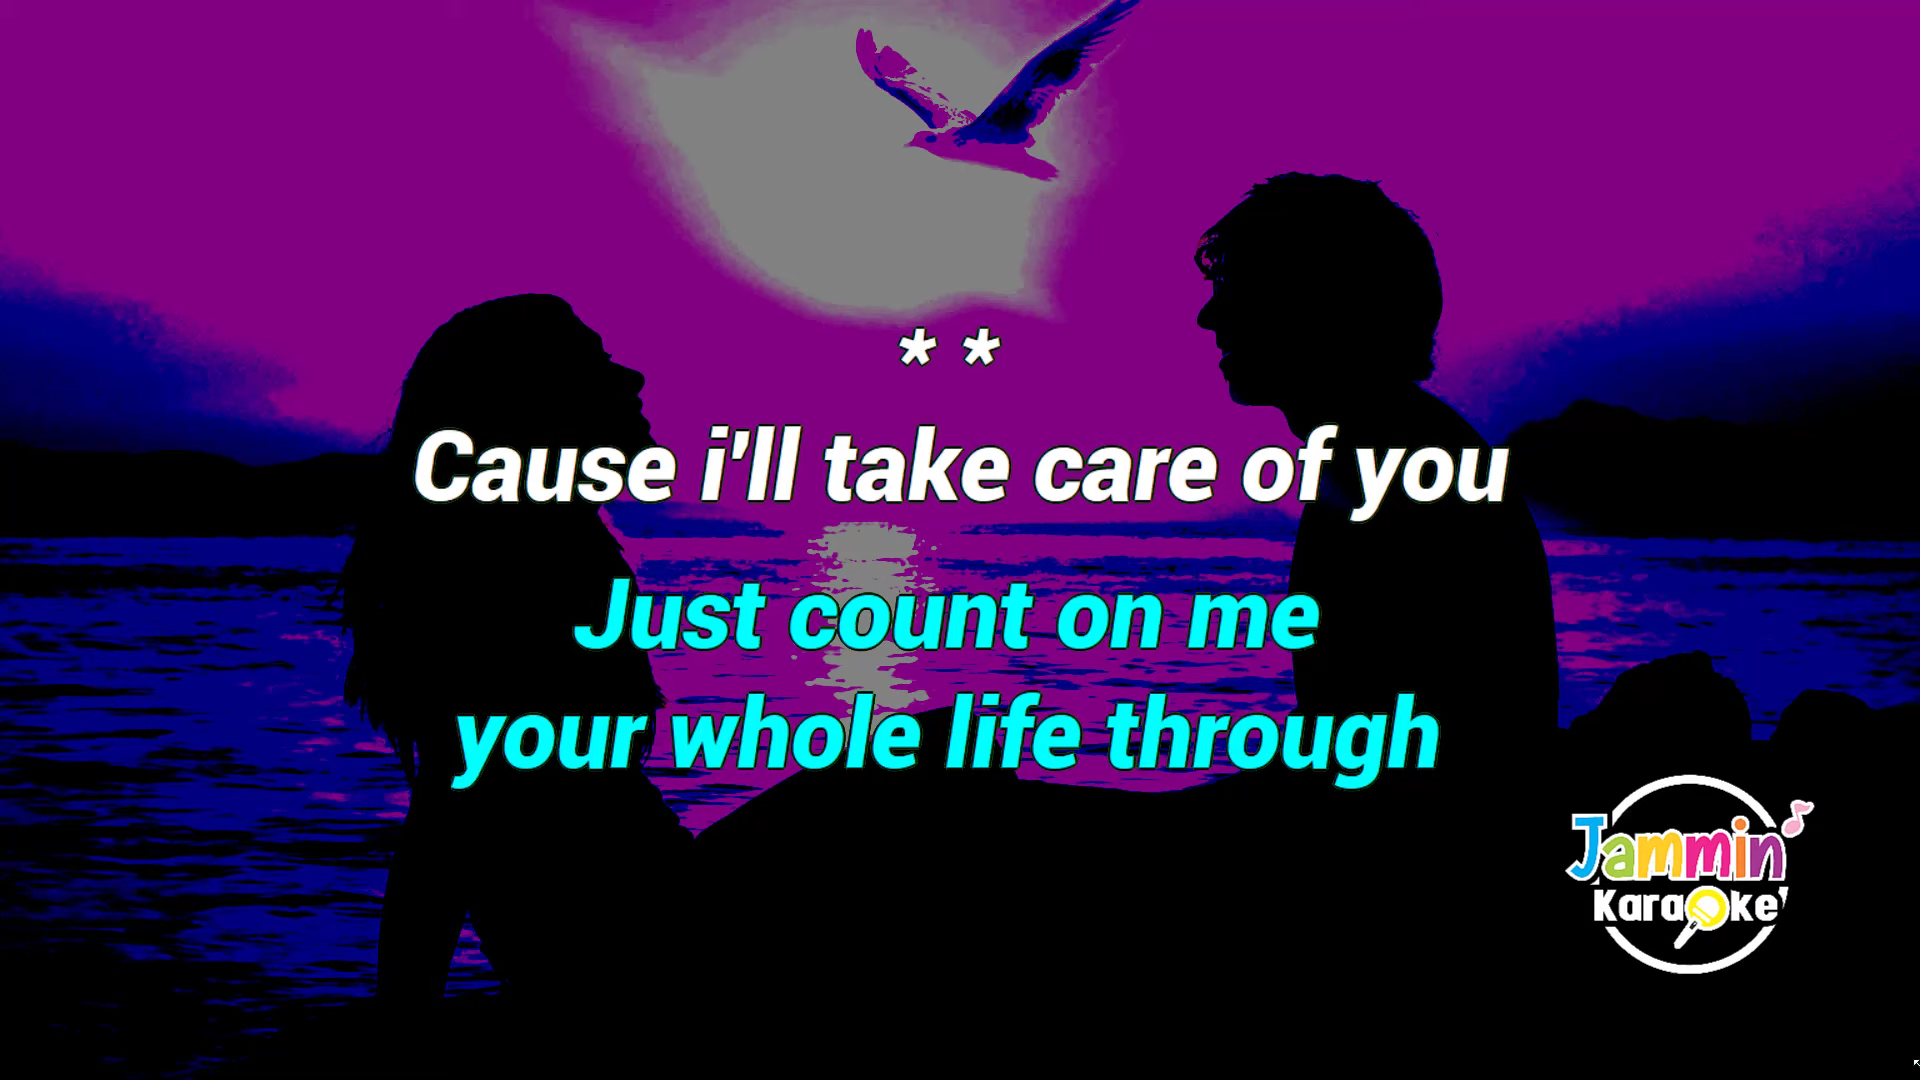 * *
Cause i'll take care of you
Just count on me
your whole life through
Jammin
Karaoke